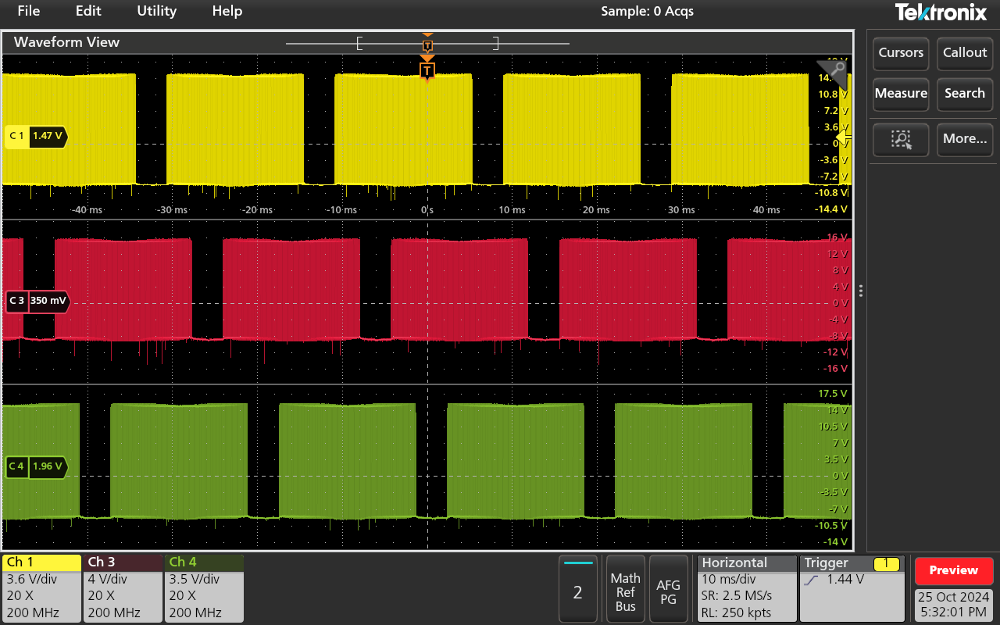 File Edit Utility Help Sample: 0 Acqs Tektronix
Waveform View
T
T
Cursors Callout
Measure Search
More...
C 1 1.47 V
10.8 V
7.2 V
3.6 V
0 V
-3.6 V
-7.2 V
-10.8 V
-14.4 V
-40 ms -30 ms -20 ms -10 ms 0 s 10 ms 20 ms 30 ms 40 ms
C 3 350 mV
16 V
12 V
8 V
4 V
0 V
-4 V
-8 V
-12 V
-16 V
C 4 1.96 V
17.5 V
14 V
10.5 V
7 V
3.5 V
0 V
-3.5 V
-7 V
-10.5 V
-14 V
Ch 1
3.6 V/div
20 X
200 MHz
Ch 3
4 V/div
20 X
200 MHz
Ch 4
3.5 V/div
20 X
200 MHz
2
Math
Ref
Bus
AFG
PG
Horizontal
10 ms/div
SR: 2.5 MS/s
RL: 250 kpts
Trigger 1
1.44 V
Preview
25 Oct 2024
5:32:01 PM